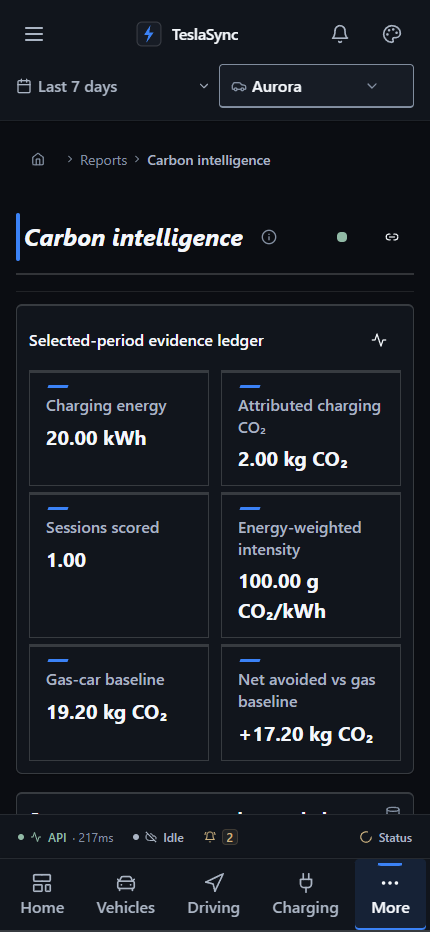 TeslaSync
Last 7 days
Aurora
Reports
Carbon intelligence
Carbon intelligence
Selected-period evidence ledger
Charging energy
20.00 kWh
Attributed charging
CO₂
2.00 kg CO₂
Sessions scored
1.00
Energy-weighted
intensity
100.00 g
CO₂/kWh
Gas-car baseline
19.20 kg CO₂
Net avoided vs gas
baseline
+17.20 kg CO₂
API · 217ms
Idle
2
Status
Home
Vehicles
Driving
Charging
More